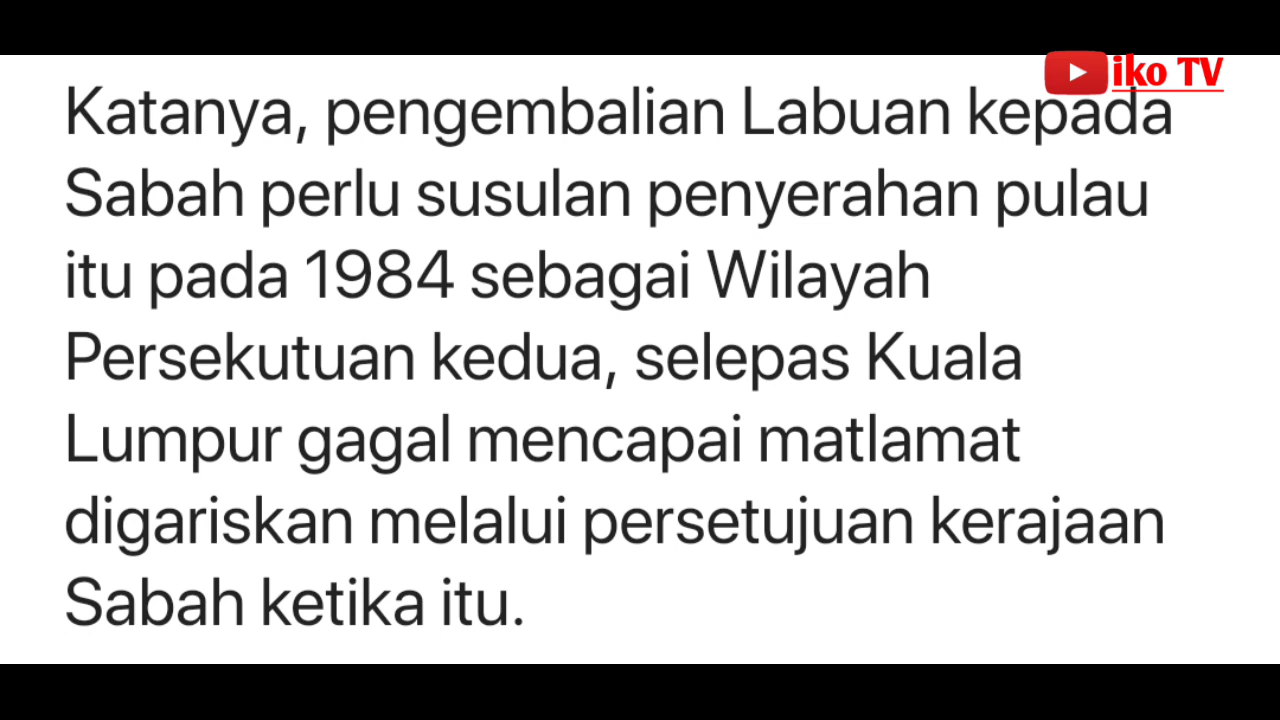 iko TV
Katanya, pengembalian Labuan kepada
Sabah perlu susulan penyerahan pulau
itu pada 1984 sebagai Wilayah
Persekutuan kedua, selepas Kuala
Lumpur gagal mencapai matlamat
digariskan melalui persetujuan kerajaan
Sabah ketika itu.